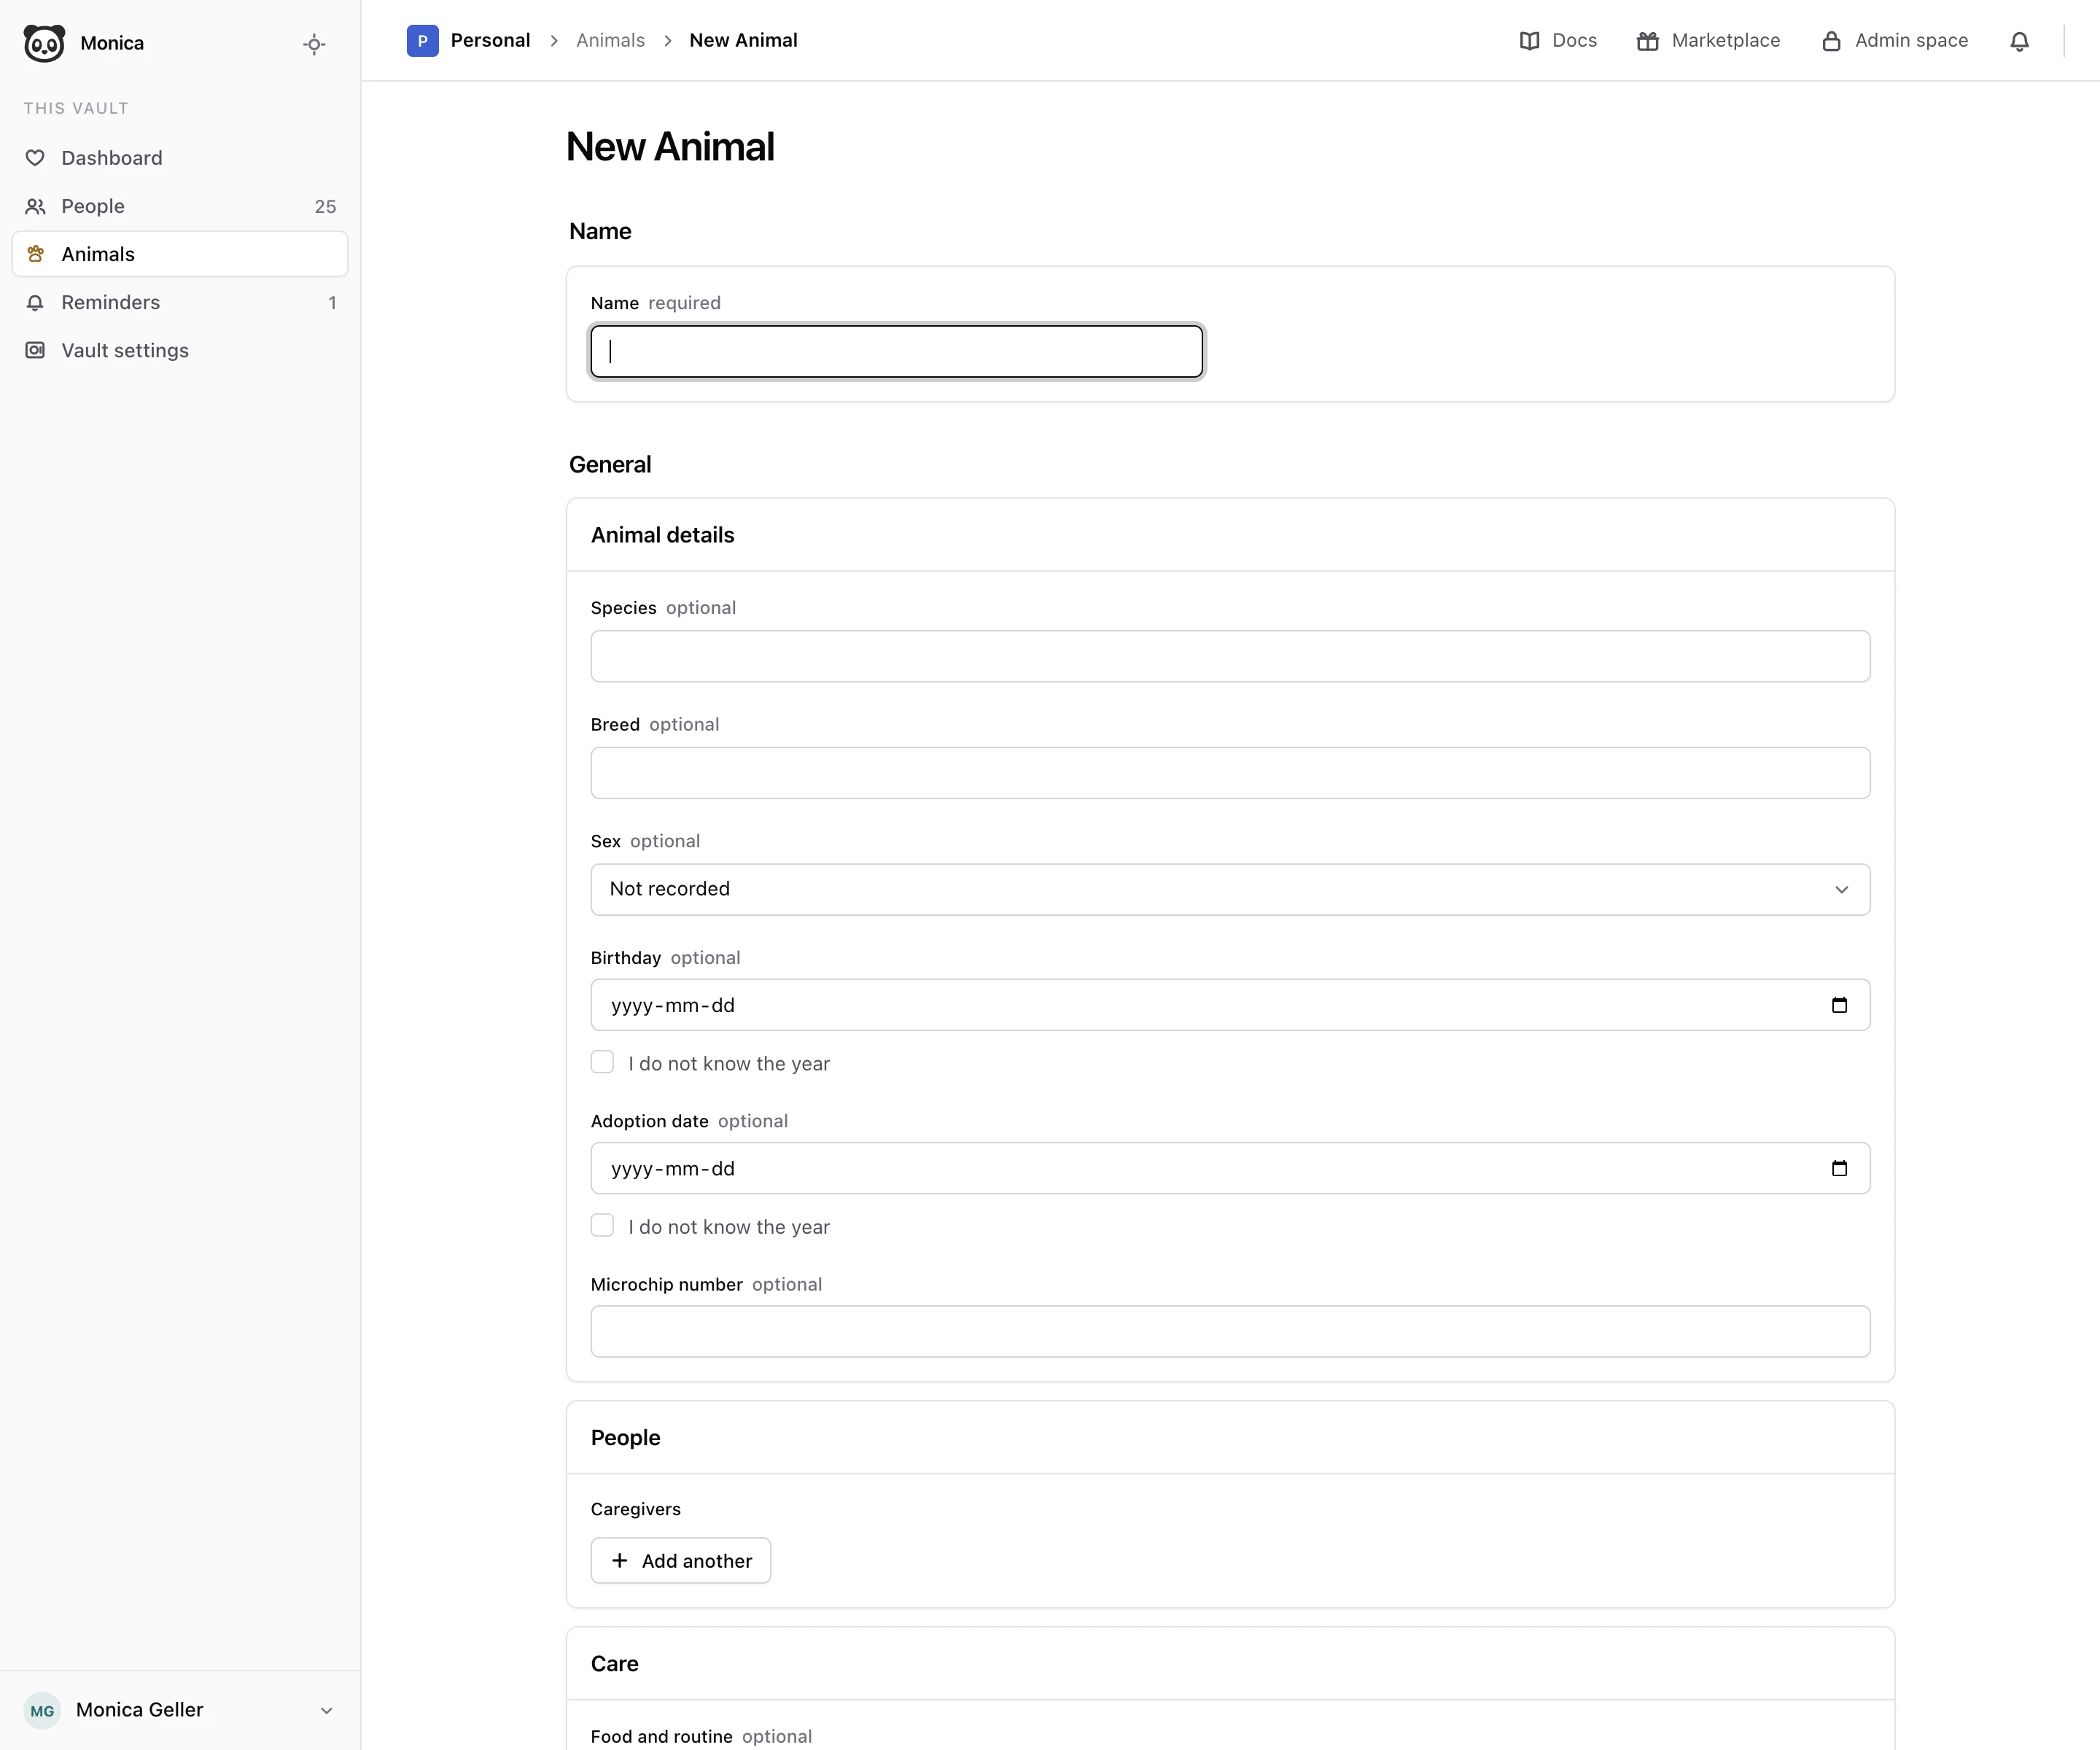 Monica
THIS VAULT
Dashboard
People 25
Animals
Reminders 1
Vault settings
MG Monica Geller
P Personal > Animals > New Animal
Docs
Marketplace
Admin space
New Animal
Name
Name required
General
Animal details
Species optional
Breed optional
Sex optional
Not recorded
Birthday optional
yyyy-mm-dd
I do not know the year
Adoption date optional
yyyy-mm-dd
I do not know the year
Microchip number optional
People
Caregivers
+ Add another
Care
Food and routine optional